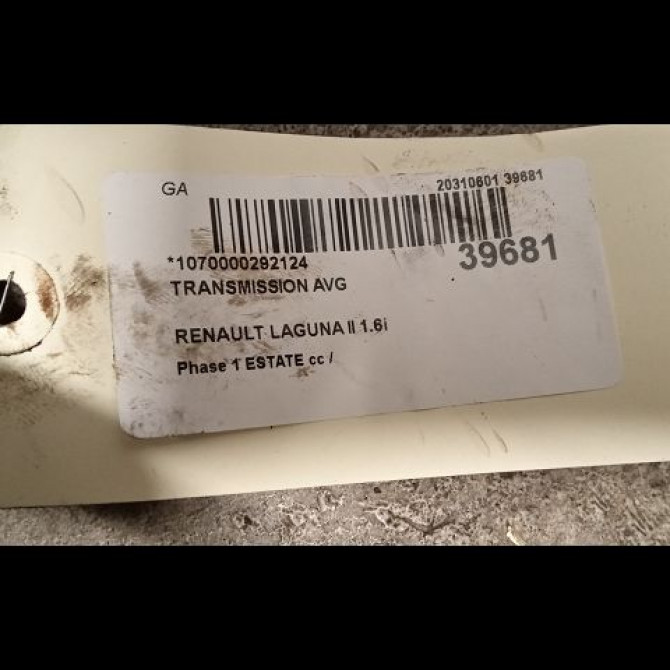 GA 20310601 39681
39681
*1070000292124
TRANSMISSION AVG
RENAULT LAGUNA II 1.6i
Phase 1 ESTATE cc /